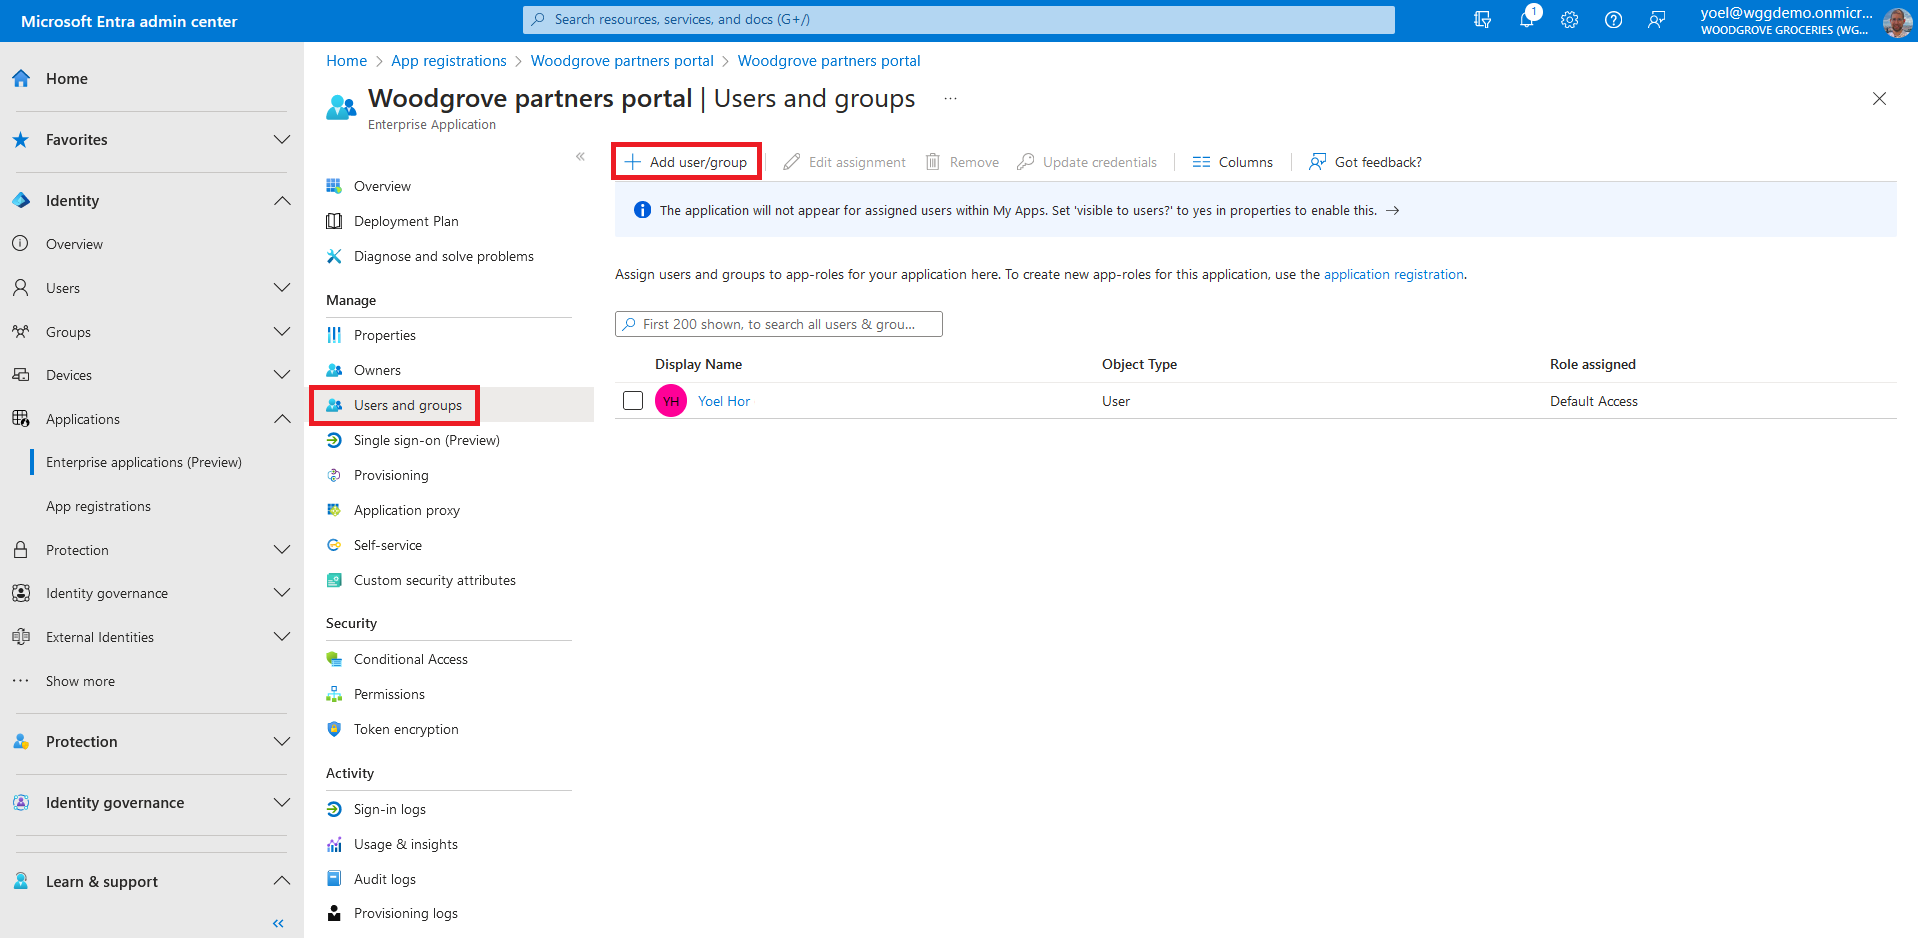 Microsoft Entra admin center
Search resources, services, and docs (G+/)
1
yoel@wggdemo.onmicr...
WOODGROVE GROCERIES (WG...
Home
Favorites
Identity
Overview
Users
Groups
Devices
Applications
Enterprise applications (Preview)
App registrations
Protection
Identity governance
External Identities
Show more
Protection
Identity governance
Learn & support
Home > App registrations > Woodgrove partners portal > Woodgrove partners portal
Woodgrove partners portal | Users and groups ...
Enterprise Application
Overview
Deployment Plan
Diagnose and solve problems
Manage
Properties
Owners
Users and groups
Single sign-on (Preview)
Provisioning
Application proxy
Self-service
Custom security attributes
Security
Conditional Access
Permissions
Token encryption
Activity
Sign-in logs
Usage & insights
Audit logs
Provisioning logs
Add user/group Edit assignment Remove Update credentials Columns Got feedback?
The application will not appear for assigned users within My Apps. Set 'visible to users?' to yes in properties to enable this. →
Assign users and groups to app-roles for your application here. To create new app-roles for this application, use the application registration.
First 200 shown, to search all users & grou...
Display Name Object Type Role assigned
YH Yoel Hor User Default Access